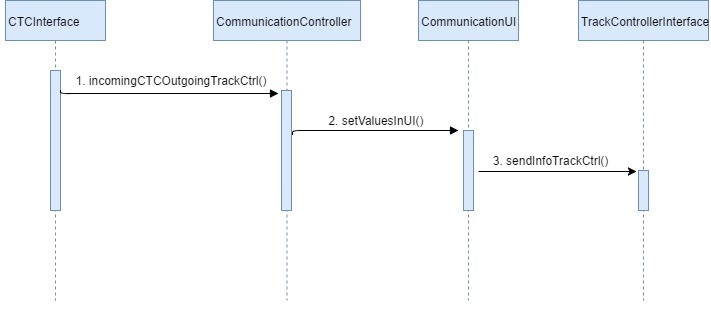 CTCInterface
CommunicationController
CommunicationUI
TrackControllerInterface
1. incomingCTCOutgoingTrackCtrl()
2. setValuesInUI()
3. sendInfoTrackCtrl()